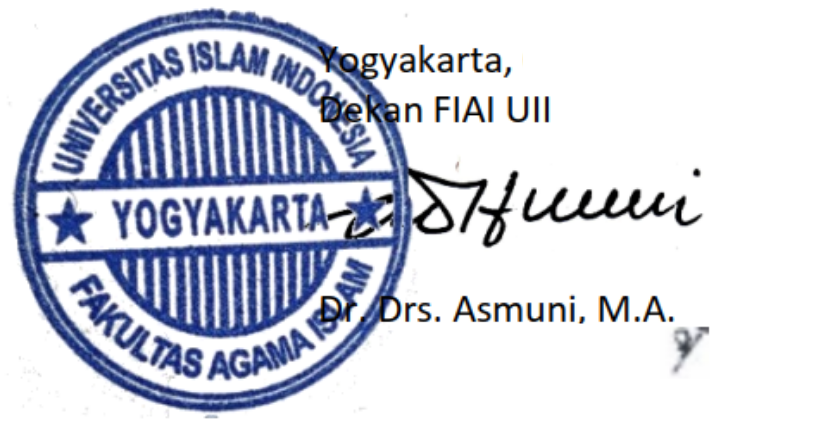 UNIVERSITAS ISLAM INDONESIA
YOGYAKARTA
FAKULTAS AGAMA ISLAM
Yogyakarta,
Dekan FIAI UII
Dr. Drs. Asmuni, M.A.